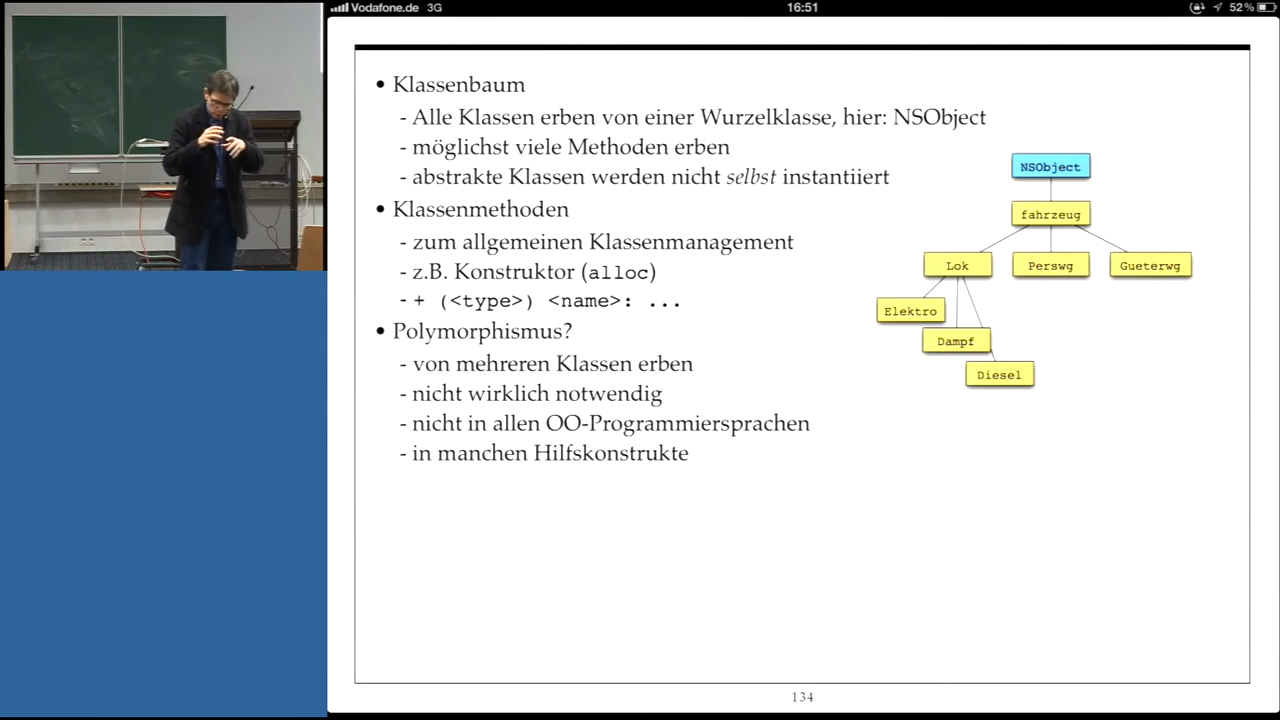 Vodafone.de 3G 16:51 52%
• Klassenbaum
- Alle Klassen erben von einer Wurzelklasse, hier: NSObject
- möglichst viele Methoden erben
- abstrakte Klassen werden nicht selbst instantiiert
• Klassenmethoden
- zum allgemeinen Klassenmanagement
- z.B. Konstruktor (alloc)
- + (<type>) <name>: ...
• Polymorphismus?
- von mehreren Klassen erben
- nicht wirklich notwendig
- nicht in allen OO-Programmiersprachen
- in manchen Hilfskonstrukte
NSObject
fahrzeug
Lok Perswg Gueterwg
Elektro
Dampf
Diesel
134